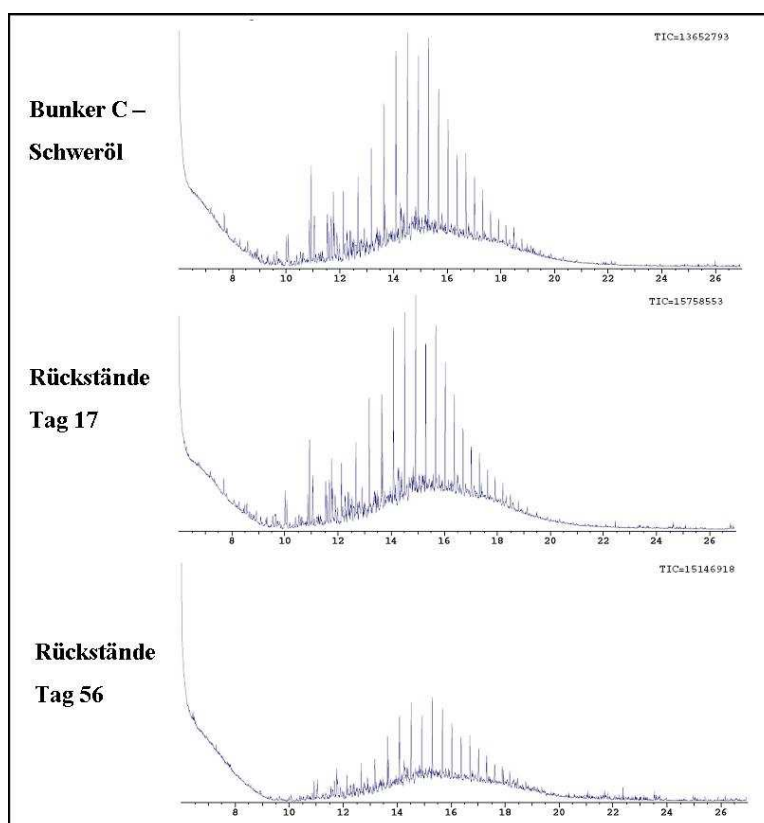 TIC=13652793
Bunker C –
Schweröl
8 10 12 14 16 18 20 22 24 26
TIC=15758553
Rückstände
Tag 17
8 10 12 14 16 18 20 22 24 26
TIC=15146918
Rückstände
Tag 56
8 10 12 14 16 18 20 22 24 26